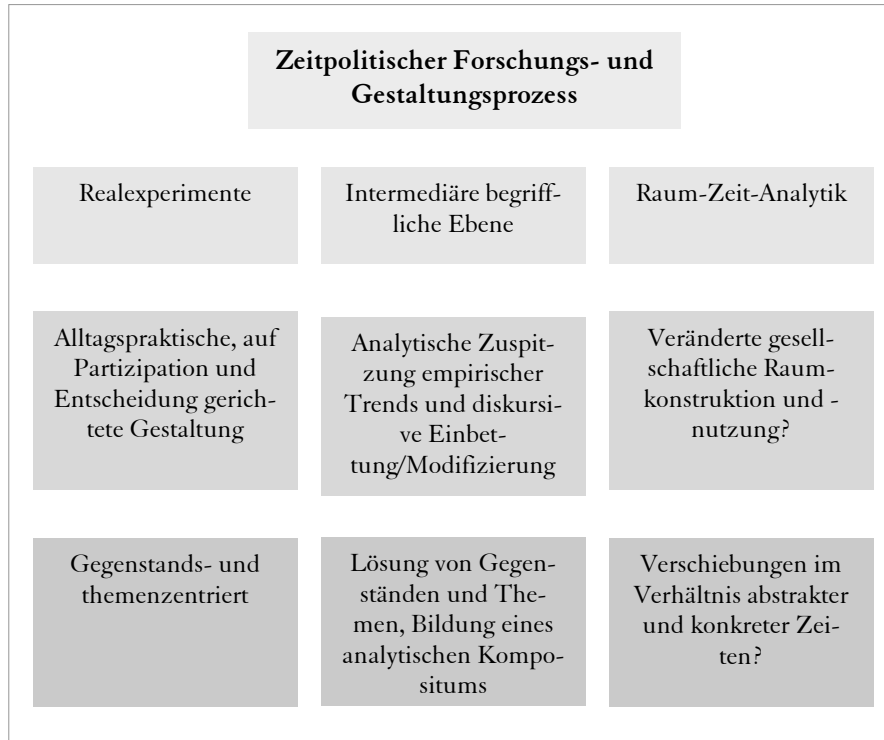 Zeitpolitischer Forschungs- und
Gestaltungsprozess
Realexperimente
Intermediäre begriff-
liche Ebene
Raum-Zeit-Analytik
Alltagspraktische, auf
Partizipation und
Entscheidung gerich-
tete Gestaltung
Analytische Zuspit-
zung empirischer
Trends und diskursi-
ve Einbet-
tung/Modifizierung
Veränderte gesell-
schaftliche Raum-
konstruktion und -
nutzung?
Gegenstands- und
themenzentriert
Lösung von Gegen-
ständen und The-
men, Bildung eines
analytischen Kompo-
situms
Verschiebungen im
Verhältnis abstrakter
und konkreter Zei-
ten?